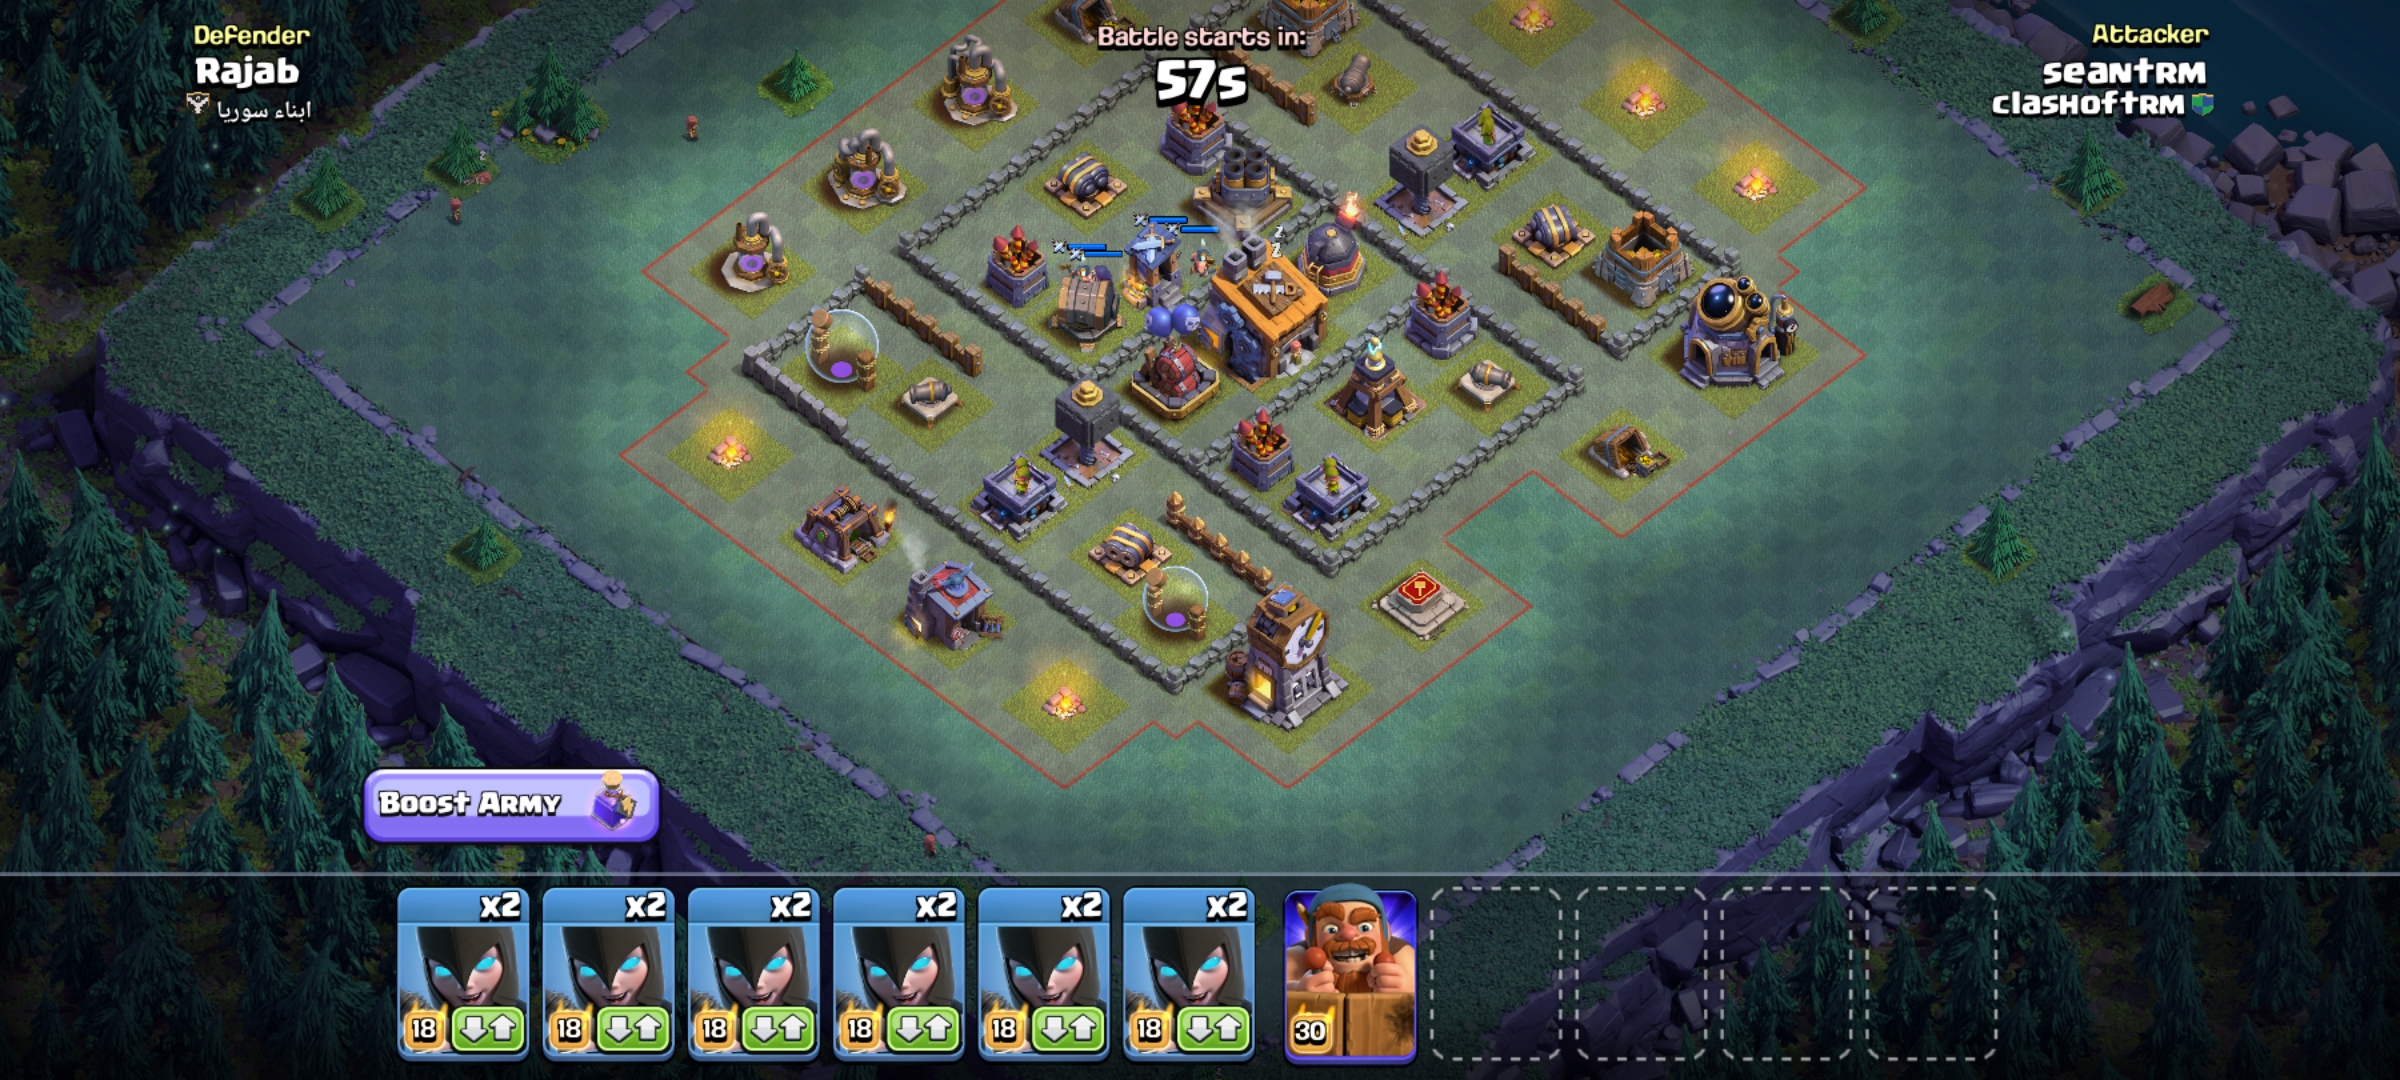 Defender
Rajab
ابناء سوريا
Battle starts in:
57s
Attacker
seantRM
clashoftRM
Boost Army
x2
x2
x2
x2
x2
x2
18
18
18
18
18
18
30